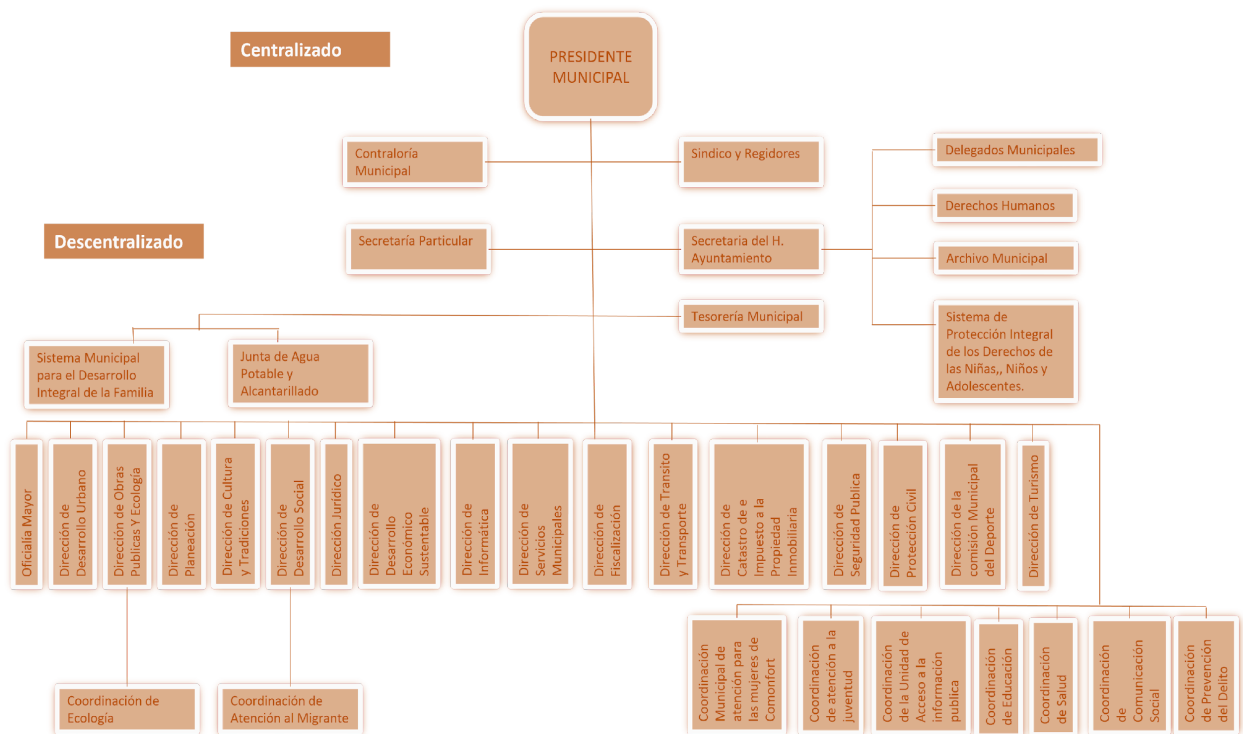 Centralizado
PRESIDENTE
MUNICIPAL
Contraloría
Municipal
Sindico y Regidores
Delegados Municipales
Derechos Humanos
Descentralizado
Secretaría Particular
Secretaria del H.
Ayuntamiento
Archivo Municipal
Tesorería Municipal
Sistema de
Protección Integral
de los Derechos de
las Niñas,, Niños y
Adolescentes.
Sistema Municipal
para el Desarrollo
Integral de la Familia
Junta de Agua
Potable y
Alcantarillado
Oficialia Mayor
Dirección de
Desarrollo Urbano
Dirección de Obras
Publicas Y Ecología
Dirección de
Planeación
Dirección de Cultura
y Tradiciones
Dirección de
Desarrollo Social
Dirección Jurídico
Dirección de
Desarrollo
Económico
Sustentable
Dirección de
Informática
Dirección de
Servicios
Municipales
Dirección de
Fiscalización
Dirección de Transito
y Transporte
Dirección de
Catastro de e
Impuesto a la
Propiedad
Inmobiliaria
Dirección de
Seguridad Publica
Dirección de
Protección Civil
Dirección de la
comisión Municipal
del Deporte
Dirección de Turismo
Coordinación de
Ecología
Coordinación de
Atención al Migrante
Coordinación
Municipal de
atención para
las mujeres de
Comonfort
Coordinación
de atención a la
juventud
Coordinación
de la Unidad de
Acceso a la
información
publica
Coordinación
de Educación
Coordinación
de Salud
Coordinación
de
Comunicación
Social
Coordinación
de Prevención
del Delito